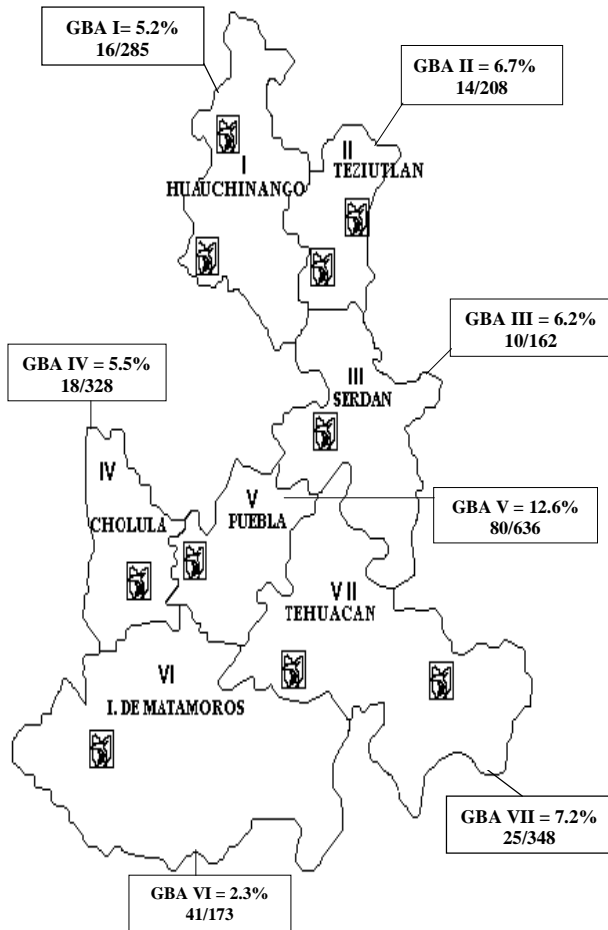 GBA I= 5.2%
16/285
GBA II = 6.7%
14/208
I
HUAUCHINANGO
II
TEZIUTLAN
GBA III = 6.2%
10/162
GBA IV = 5.5%
18/328
III
SERDAN
IV
CHOLULA
V
PUEBLA
GBA V = 12.6%
80/636
VII
TEHUACAN
VI
I. DE MATAMOROS
GBA VII = 7.2%
25/348
GBA VI = 2.3%
41/173